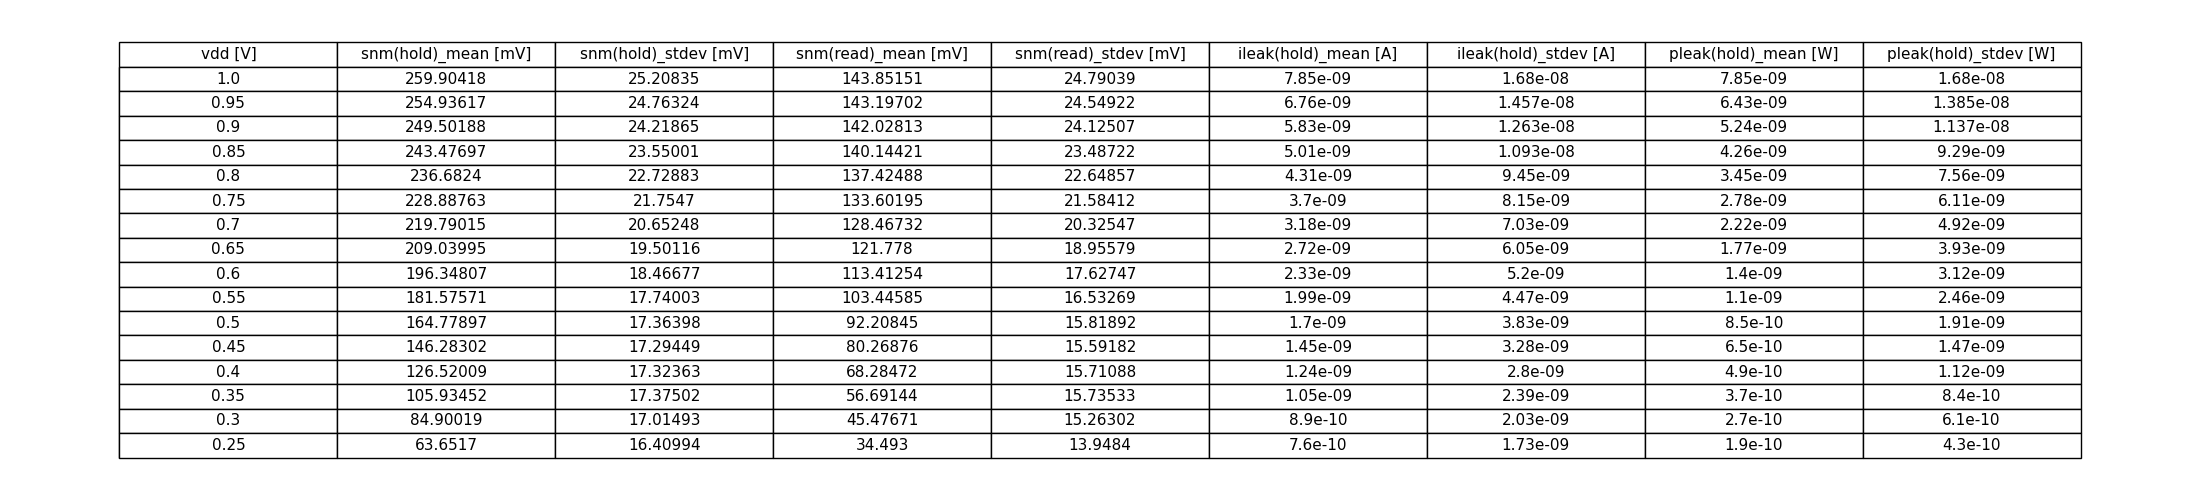 vdd [V] snm(hold)_mean [mV] snm(hold)_stdev [mV] snm(read)_mean [mV] snm(read)_stdev [mV] ileak(hold)_mean [A] ileak(hold)_stdev [A] pleak(hold)_mean [W] pleak(hold)_stdev [W]
1.0 259.90418 25.20835 143.85151 24.79039 7.85e-09 1.68e-08 7.85e-09 1.68e-08
0.95 254.93617 24.76324 143.19702 24.54922 6.76e-09 1.457e-08 6.43e-09 1.385e-08
0.9 249.50188 24.21865 142.02813 24.12507 5.83e-09 1.263e-08 5.24e-09 1.137e-08
0.85 243.47697 23.55001 140.14421 23.48722 5.01e-09 1.093e-08 4.26e-09 9.29e-09
0.8 236.6824 22.72883 137.42488 22.64857 4.31e-09 9.45e-09 3.45e-09 7.56e-09
0.75 228.88763 21.7547 133.60195 21.58412 3.7e-09 8.15e-09 2.78e-09 6.11e-09
0.7 219.79015 20.65248 128.46732 20.32547 3.18e-09 7.03e-09 2.22e-09 4.92e-09
0.65 209.03995 19.50116 121.778 18.95579 2.72e-09 6.05e-09 1.77e-09 3.93e-09
0.6 196.34807 18.46677 113.41254 17.62747 2.33e-09 5.2e-09 1.4e-09 3.12e-09
0.55 181.57571 17.74003 103.44585 16.53269 1.99e-09 4.47e-09 1.1e-09 2.46e-09
0.5 164.77897 17.36398 92.20845 15.81892 1.7e-09 3.83e-09 8.5e-10 1.91e-09
0.45 146.28302 17.29449 80.26876 15.59182 1.45e-09 3.28e-09 6.5e-10 1.47e-09
0.4 126.52009 17.32363 68.28472 15.71088 1.24e-09 2.8e-09 4.9e-10 1.12e-09
0.35 105.93452 17.37502 56.69144 15.73533 1.05e-09 2.39e-09 3.7e-10 8.4e-10
0.3 84.90019 17.01493 45.47671 15.26302 8.9e-10 2.03e-09 2.7e-10 6.1e-10
0.25 63.6517 16.40994 34.493 13.9484 7.6e-10 1.73e-09 1.9e-10 4.3e-10